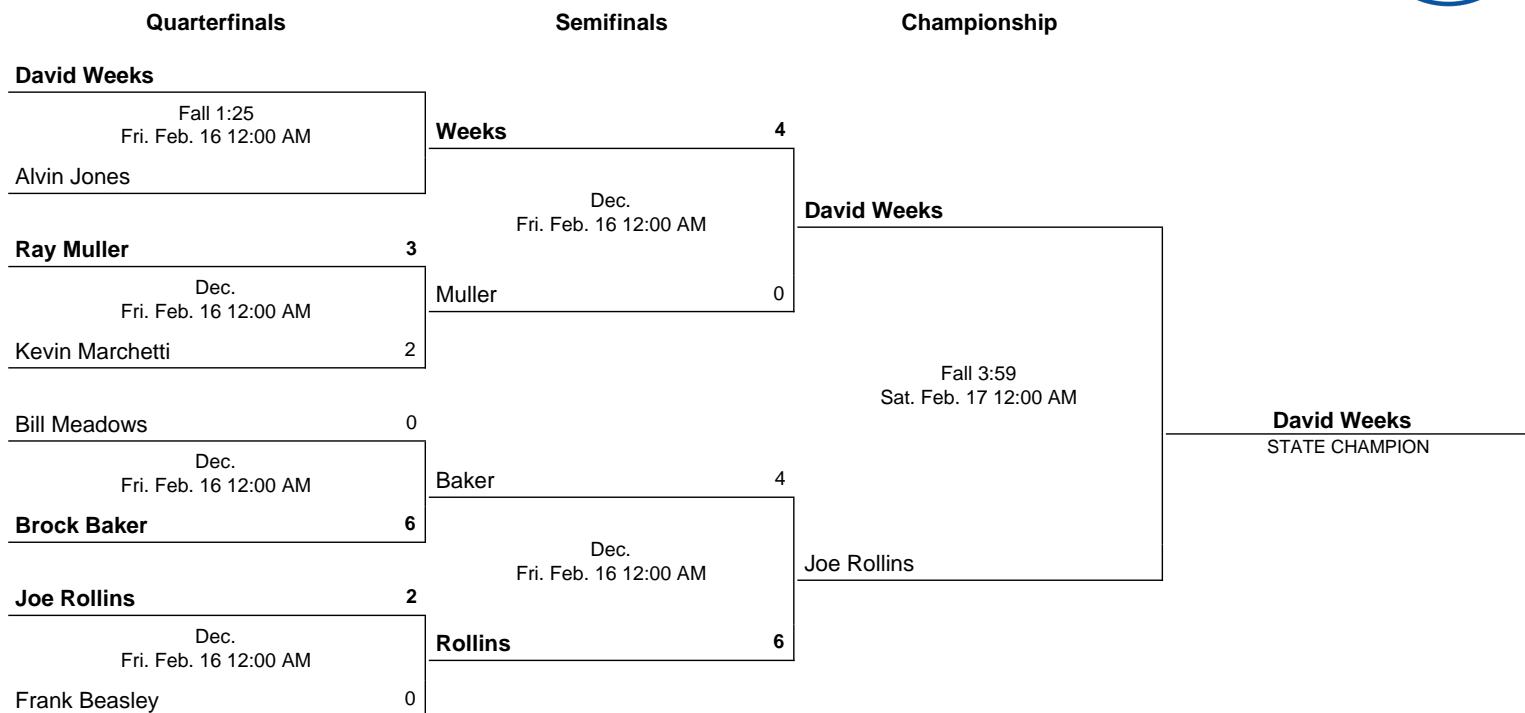 Quarterfinals
Semifinals
Championship
David Weeks
Fall 1:25
Fri. Feb. 16 12:00 AM
Alvin Jones
Ray Muller 3
Dec.
Fri. Feb. 16 12:00 AM
Kevin Marchetti 2
Bill Meadows 0
Dec.
Fri. Feb. 16 12:00 AM
Brock Baker 6
Joe Rollins 2
Dec.
Fri. Feb. 16 12:00 AM
Frank Beasley 0
Weeks 4
Dec.
Fri. Feb. 16 12:00 AM
Muller 0
Baker 4
Dec.
Fri. Feb. 16 12:00 AM
Rollins 6
David Weeks
Fall 3:59
Sat. Feb. 17 12:00 AM
Joe Rollins
David Weeks
STATE CHAMPION